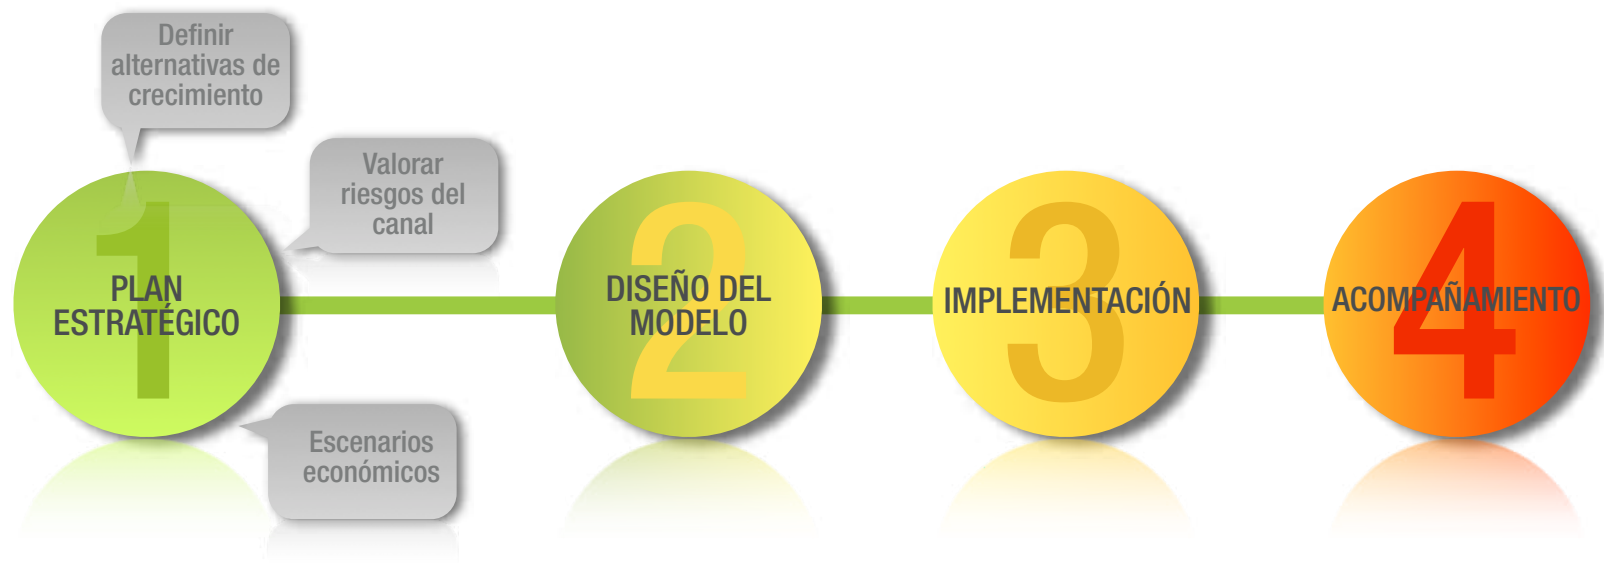 Definir
alternativas de
crecimiento
Valorar
riesgos del
canal
1
PLAN
ESTRATÉGICO
Escenarios
económicos
2
DISEÑO DEL
MODELO
3
IMPLEMENTACIÓN
4
ACOMPAÑAMIENTO